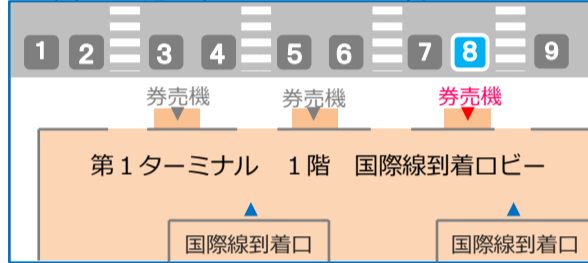 1 2 3 4 5 6 7 8 9
券売機 券売機 券売機
第1ターミナル 1階 国際線到着ロビー
国際線到着口 国際線到着口